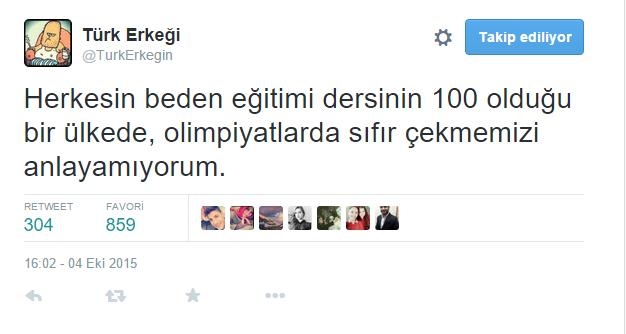 Türk Erkeği
@TurkErkegin
Takip ediliyor
Herkesin beden eğitimi dersinin 100 olduğu
bir ülkede, olimpiyatlarda sıfır çekmemizi
anlayamıyorum.
RETWEET FAVORİ
304 859
16:02 - 04 Eki 2015